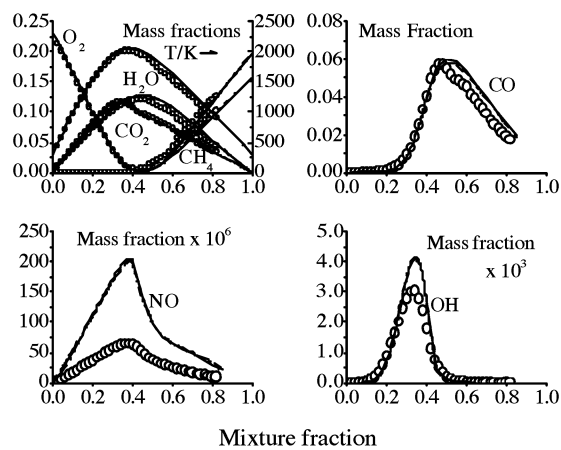 0.25 Mass fractions 2500
O2 T/K 2000
0.20
0.15 H2O 1500
0.10 1000
CO2
0.05 500
CH4
0.00 0
0.0 0.2 0.4 0.6 0.8 1.0
0.08 Mass Fraction
0.06
CO
0.04
0.02
0.00
0.0 0.2 0.4 0.6 0.8 1.0
250 Mass fraction x 10^6
200
150 NO
100
50
0
0.0 0.2 0.4 0.6 0.8 1.0
5.0 Mass fraction
4.0 x 10^3
3.0
OH
2.0
1.0
0.0
0.0 0.2 0.4 0.6 0.8 1.0
Mixture fraction